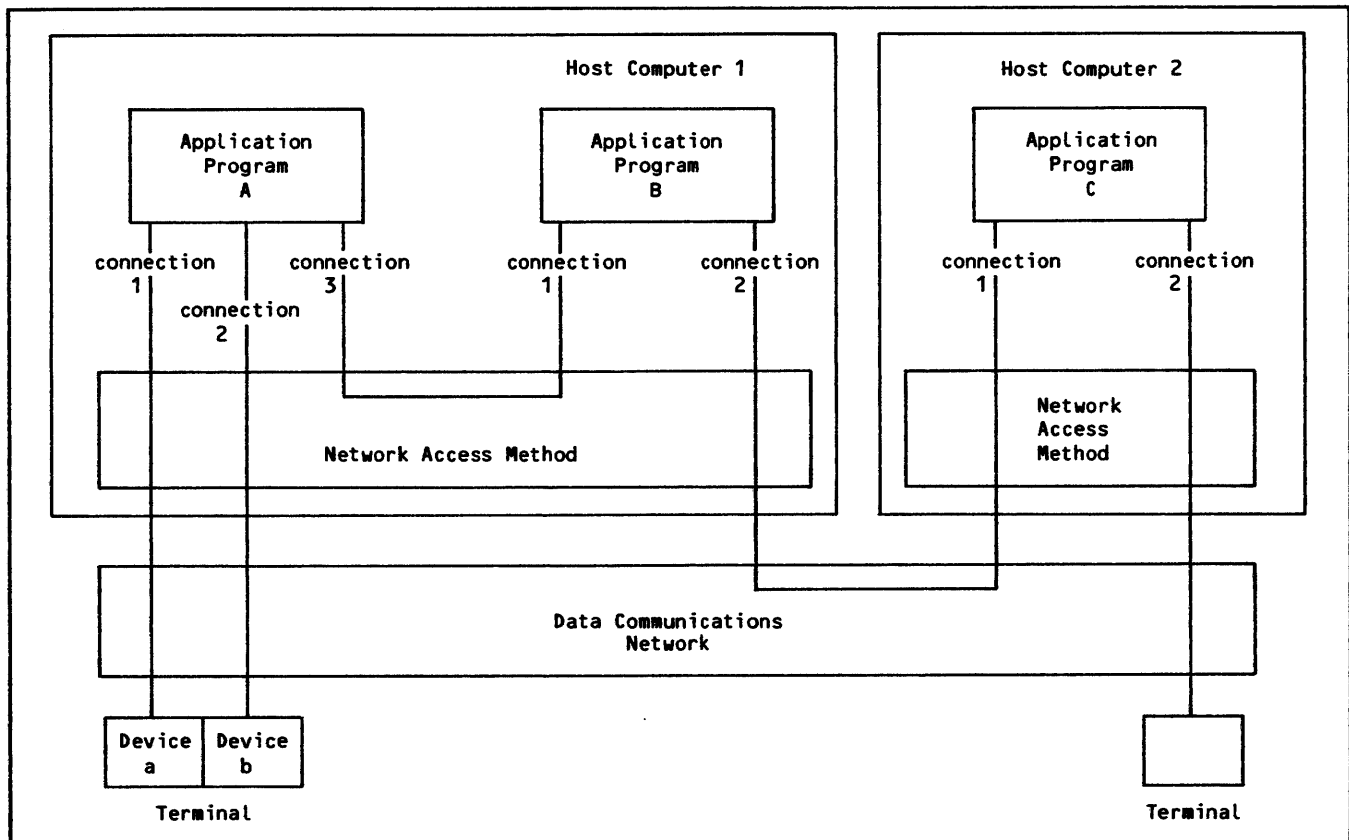 Host Computer 1
Host Computer 2
Application
Program
A
Application
Program
B
Application
Program
C
connection
1
connection
2
connection
3
connection
1
connection
2
connection
1
connection
2
Network Access Method
Network
Access
Method
Data Communications
Network
Device
a
Device
b
Terminal
Terminal